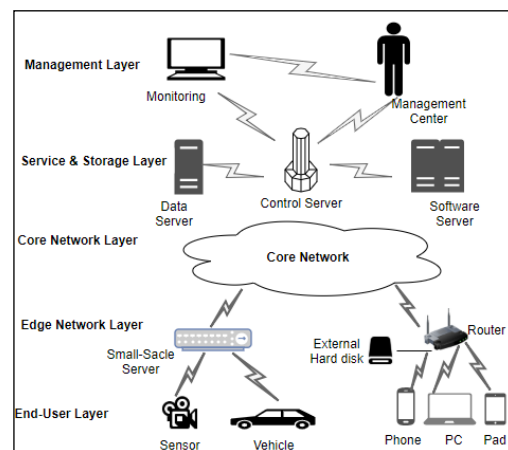 Management Layer
Monitoring
Management
Center
Service & Storage Layer
Data
Server
Control Server
Software
Server
Core Network Layer
Core Network
Edge Network Layer
Small-Sacle
Server
External
Hard disk
Router
End-User Layer
Sensor
Vehicle
Phone
PC
Pad